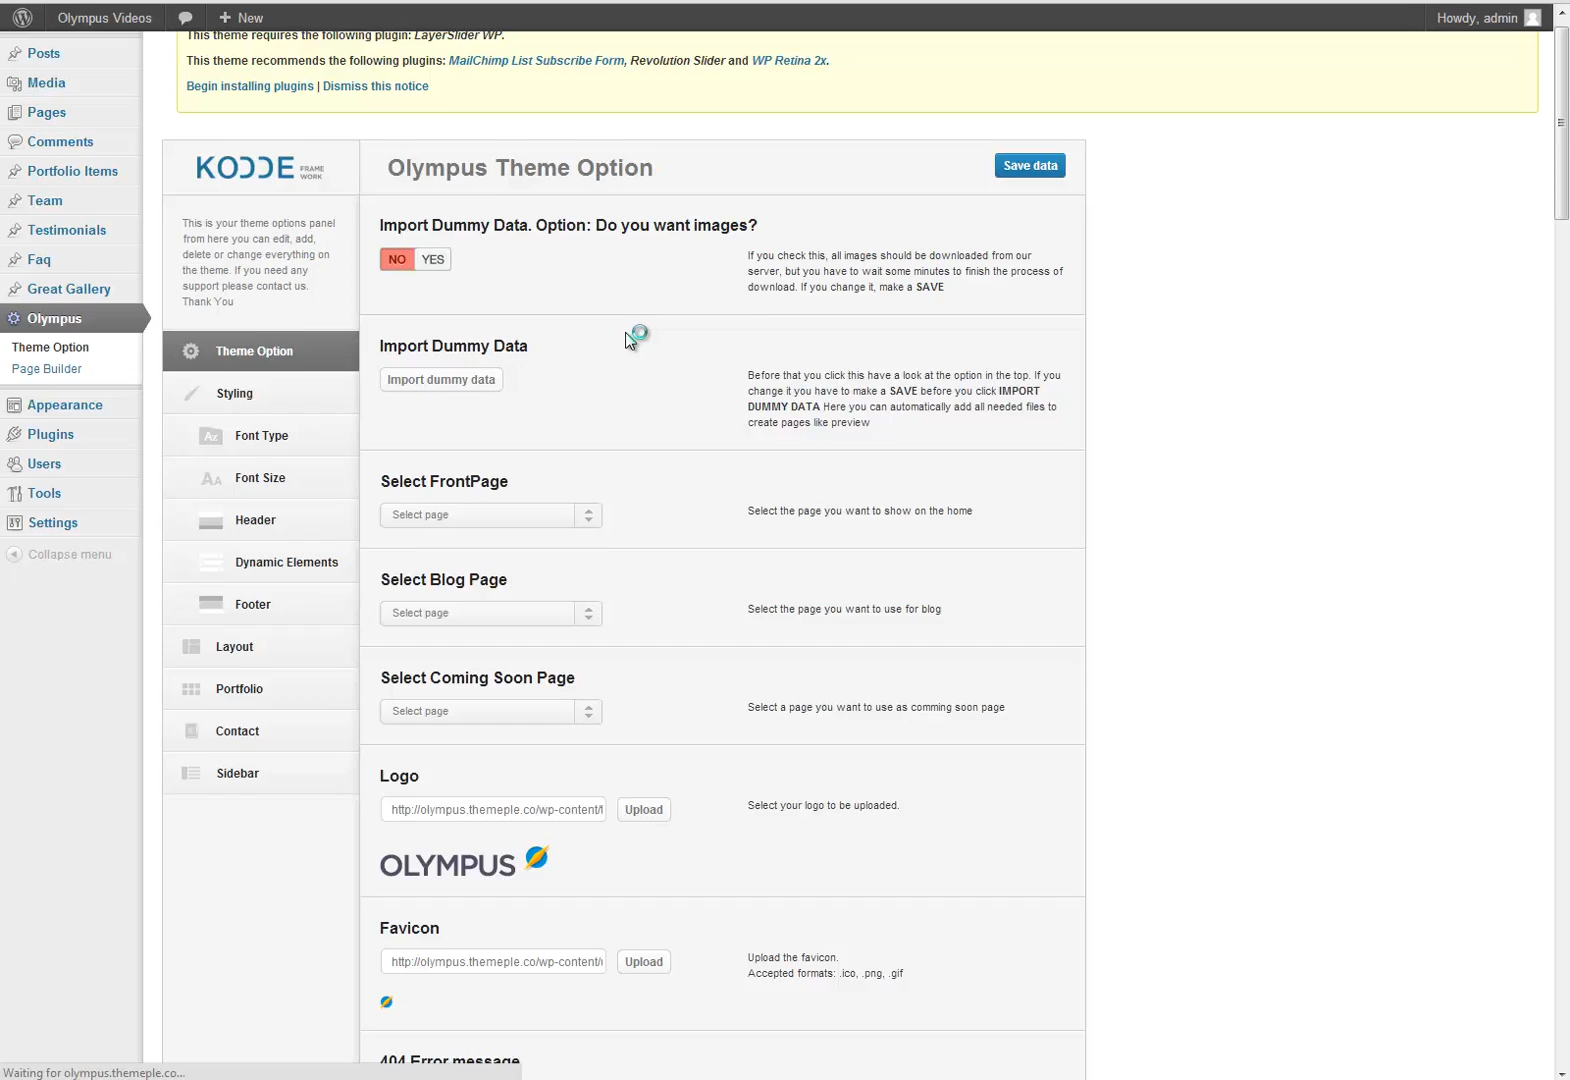 Olympus Videos
New
Howdy, admin
This theme requires the following plugin: LayerSlider WP.
This theme recommends the following plugins: MailChimp List Subscribe Form, Revolution Slider and WP Retina 2x.
Begin installing plugins | Dismiss this notice
Posts
Media
Pages
Comments
Portfolio Items
Team
Testimonials
Faq
Great Gallery
Olympus
Theme Option
Page Builder
Appearance
Plugins
Users
Tools
Settings
Collapse menu
KODDE FRAME WORK
Olympus Theme Option
Save data
This is your theme options panel
from here you can edit, add,
delete or change everything on
the theme. If you need any
support please contact us.
Thank You
Theme Option
Styling
Font Type
Font Size
Header
Dynamic Elements
Footer
Layout
Portfolio
Contact
Sidebar
Import Dummy Data. Option: Do you want images?
NO YES
If you check this, all images should be downloaded from our
server, but you have to wait some minutes to finish the process of
download. If you change it, make a SAVE
Import Dummy Data
Import dummy data
Before that you click this have a look at the option in the top. If you
change it you have to make a SAVE before you click IMPORT
DUMMY DATA Here you can automatically add all needed files to
create pages like preview
Select FrontPage
Select page
Select the page you want to show on the home
Select Blog Page
Select page
Select the page you want to use for blog
Select Coming Soon Page
Select page
Select a page you want to use as comming soon page
Logo
http://olympus.themeple.co/wp-content/t
Upload
Select your logo to be uploaded.
OLYMPUS
Favicon
http://olympus.themeple.co/wp-content/u
Upload
Upload the favicon.
Accepted formats: .ico, .png, .gif
404 Error message
Waiting for olympus.themeple.co...